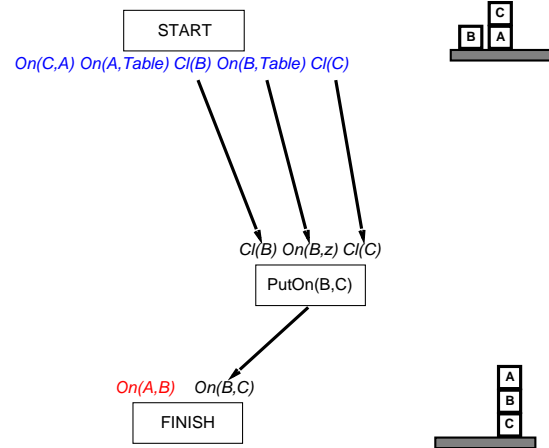 START
On(C,A) On(A,Table) Cl(B) On(B,Table) Cl(C)
C
B A
Cl(B) On(B,z) Cl(C)
PutOn(B,C)
On(A,B) On(B,C)
FINISH
A
B
C